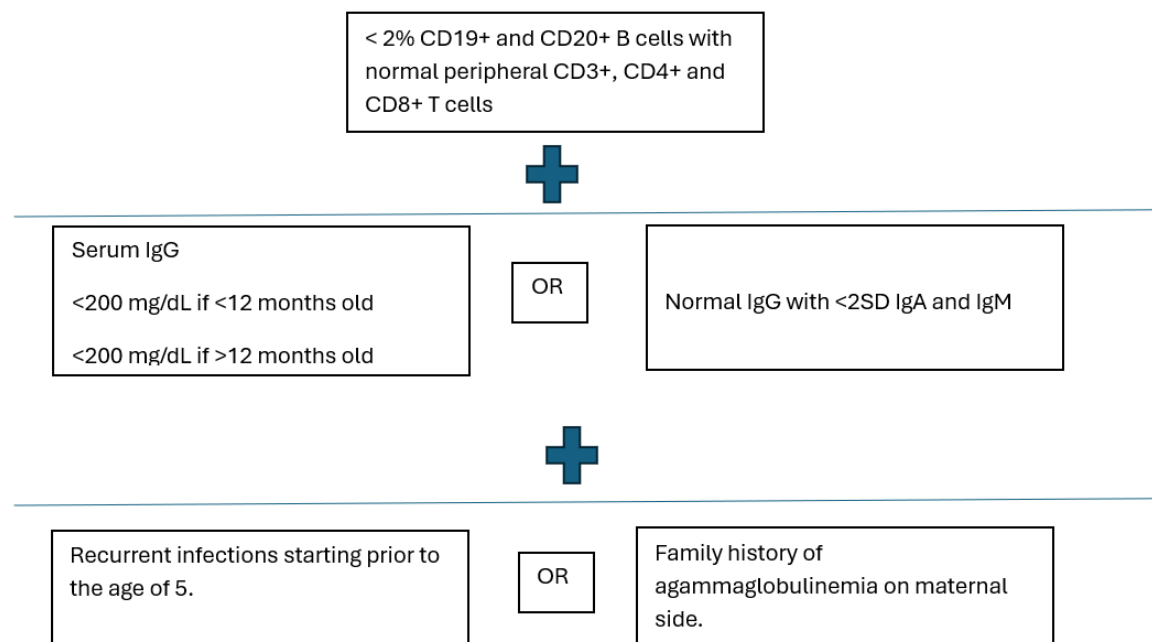 < 2% CD19+ and CD20+ B cells with
normal peripheral CD3+, CD4+ and
CD8+ T cells
Serum IgG
<200 mg/dL if <12 months old
<200 mg/dL if >12 months old
OR
Normal IgG with <2SD IgA and IgM
Recurrent infections starting prior to
the age of 5.
OR
Family history of
agammaglobulinemia on maternal
side.